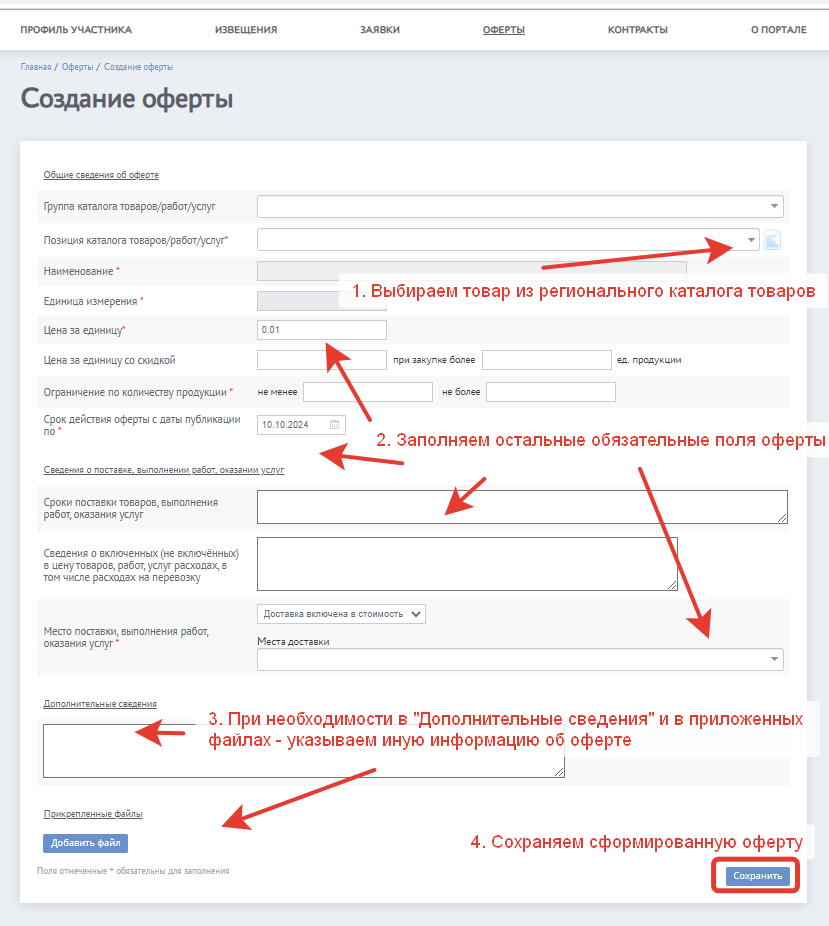 ПРОФИЛЬ УЧАСТНИКА ИЗВЕЩЕНИЯ ЗАЯВКИ ОФЕРТЫ КОНТРАКТЫ О ПОРТАЛЕ
Главная / Оферты / Создание оферты
Создание оферты
Общие сведения об оферте
Группа каталога товаров/работ/услуг
Позиция каталога товаров/работ/услуг*
Наименование *
1. Выбираем товар из регионального каталога товаров
Единица измерения *
Цена за единицу* 0.01
Цена за единицу со скидкой при закупке более ед. продукции
Ограничение по количеству продукции * не менее не более
Срок действия оферты с даты публикации
по * 10.10.2024
2. Заполняем остальные обязательные поля оферты
Сведения о поставке, выполнении работ, оказании услуг
Сроки поставки товаров, выполнения
работ, оказания услуг
Сведения о включенных (не включённых)
в цену товаров, работ, услуг расходах, в
том числе расходах на перевозку
Доставка включена в стоимость
Место поставки, выполнения работ,
оказания услуг *
Места доставки
Дополнительные сведения
3. При необходимости в "Дополнительные сведения" и в приложенных
файлах - указываем иную информацию об оферте
Прикрепленные файлы
Добавить файл
4. Сохраняем сформированную оферту
Поля отмеченные * обязательны для заполнения
Сохранить